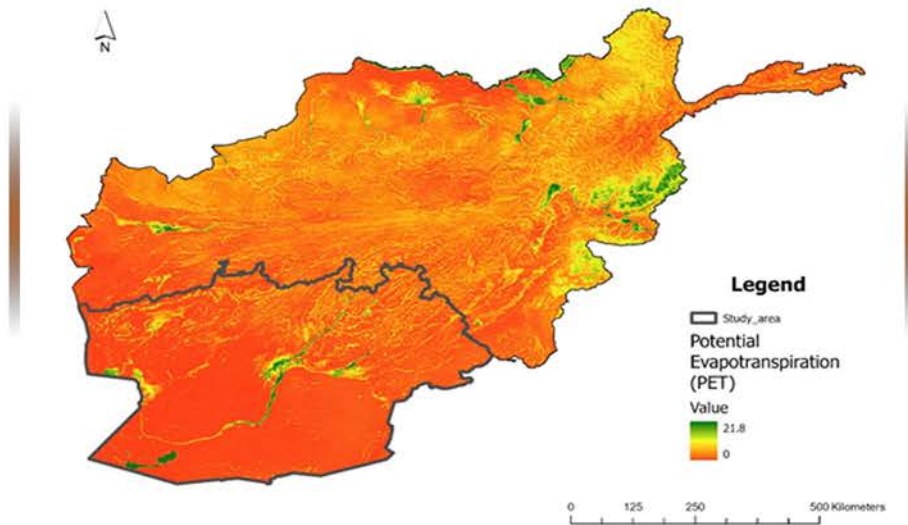 N
Legend
Study_area
Potential
Evapotranspiration
(PET)
Value
21.8
0
0 125 250 500 Kilometers